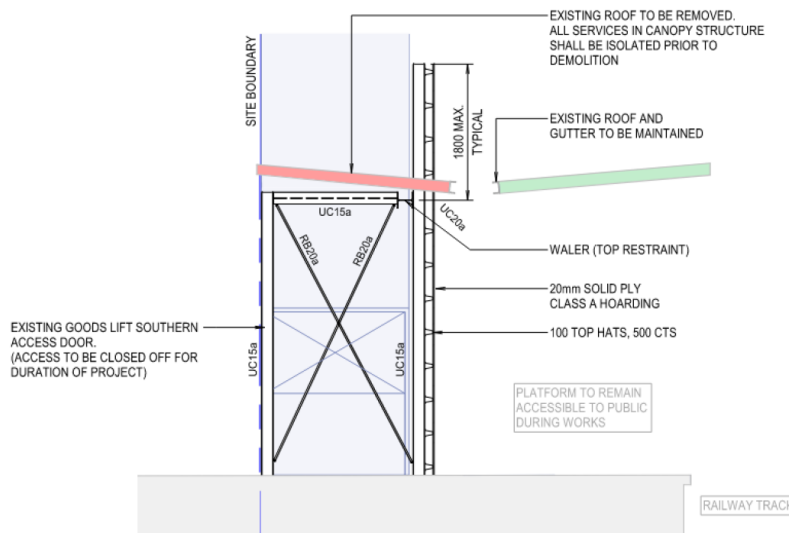 EXISTING ROOF TO BE REMOVED.
ALL SERVICES IN CANOPY STRUCTURE
SHALL BE ISOLATED PRIOR TO
DEMOLITION
SITE BOUNDARY
1800 MAX.
TYPICAL
EXISTING ROOF AND
GUTTER TO BE MAINTAINED
UC15a
UC20a
RB20a
RB20a
WALER (TOP RESTRAINT)
20mm SOLID PLY
CLASS A HOARDING
EXISTING GOODS LIFT SOUTHERN
ACCESS DOOR.
(ACCESS TO BE CLOSED OFF FOR
DURATION OF PROJECT)
100 TOP HATS, 500 CTS
UC15a
UC15a
PLATFORM TO REMAIN
ACCESSIBLE TO PUBLIC
DURING WORKS
RAILWAY TRACK